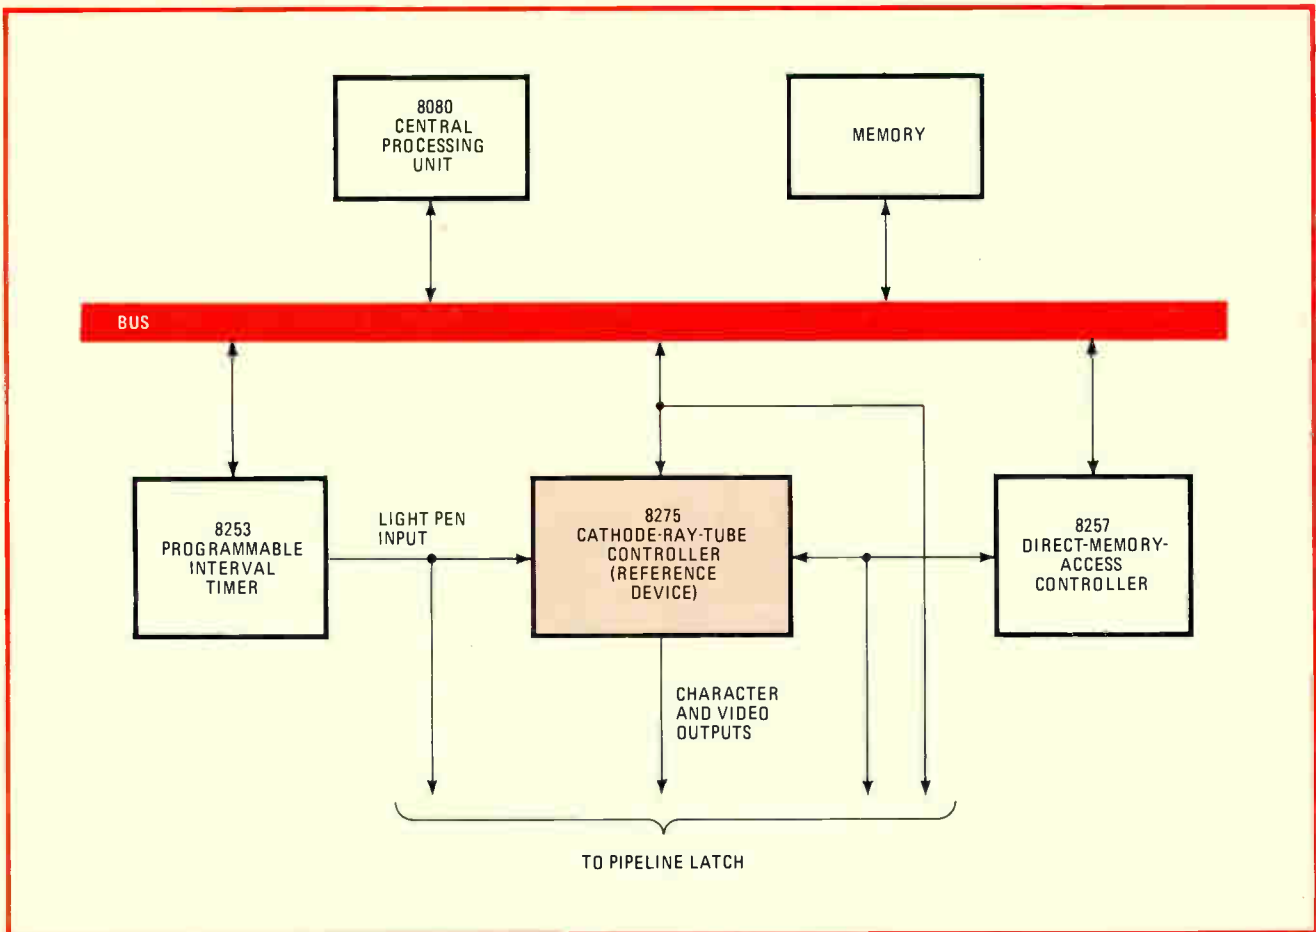 8080
CENTRAL
PROCESSING
UNIT
MEMORY
BUS
8253
PROGRAMMABLE
INTERVAL
TIMER
LIGHT PEN
INPUT
8275
CATHODE-RAY-TUBE
CONTROLLER
(REFERENCE
DEVICE)
8257
DIRECT-MEMORY-
ACCESS
CONTROLLER
CHARACTER
AND VIDEO
OUTPUTS
TO PIPELINE LATCH